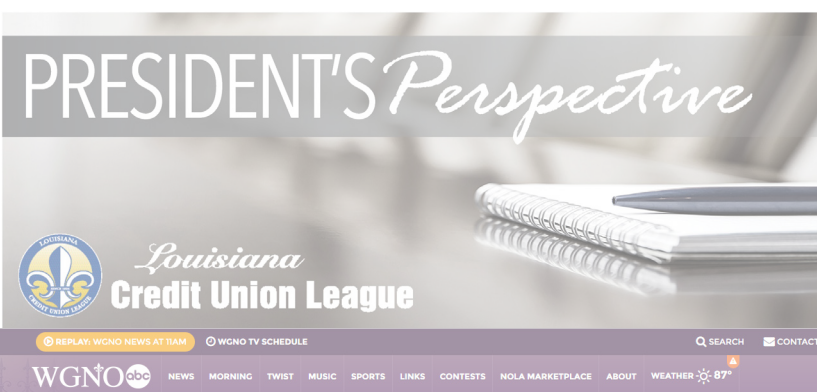 PRESIDENT'S Perspective
LOUISIANA
CREDIT UNION LEAGUE
Louisiana
Credit Union League
REPLAY: WGNO NEWS AT 11AM WGNO TV SCHEDULE SEARCH CONTACT
WGNO abc NEWS MORNING TWIST MUSIC SPORTS LINKS CONTESTS NOLA MARKETPLACE ABOUT WEATHER 87°